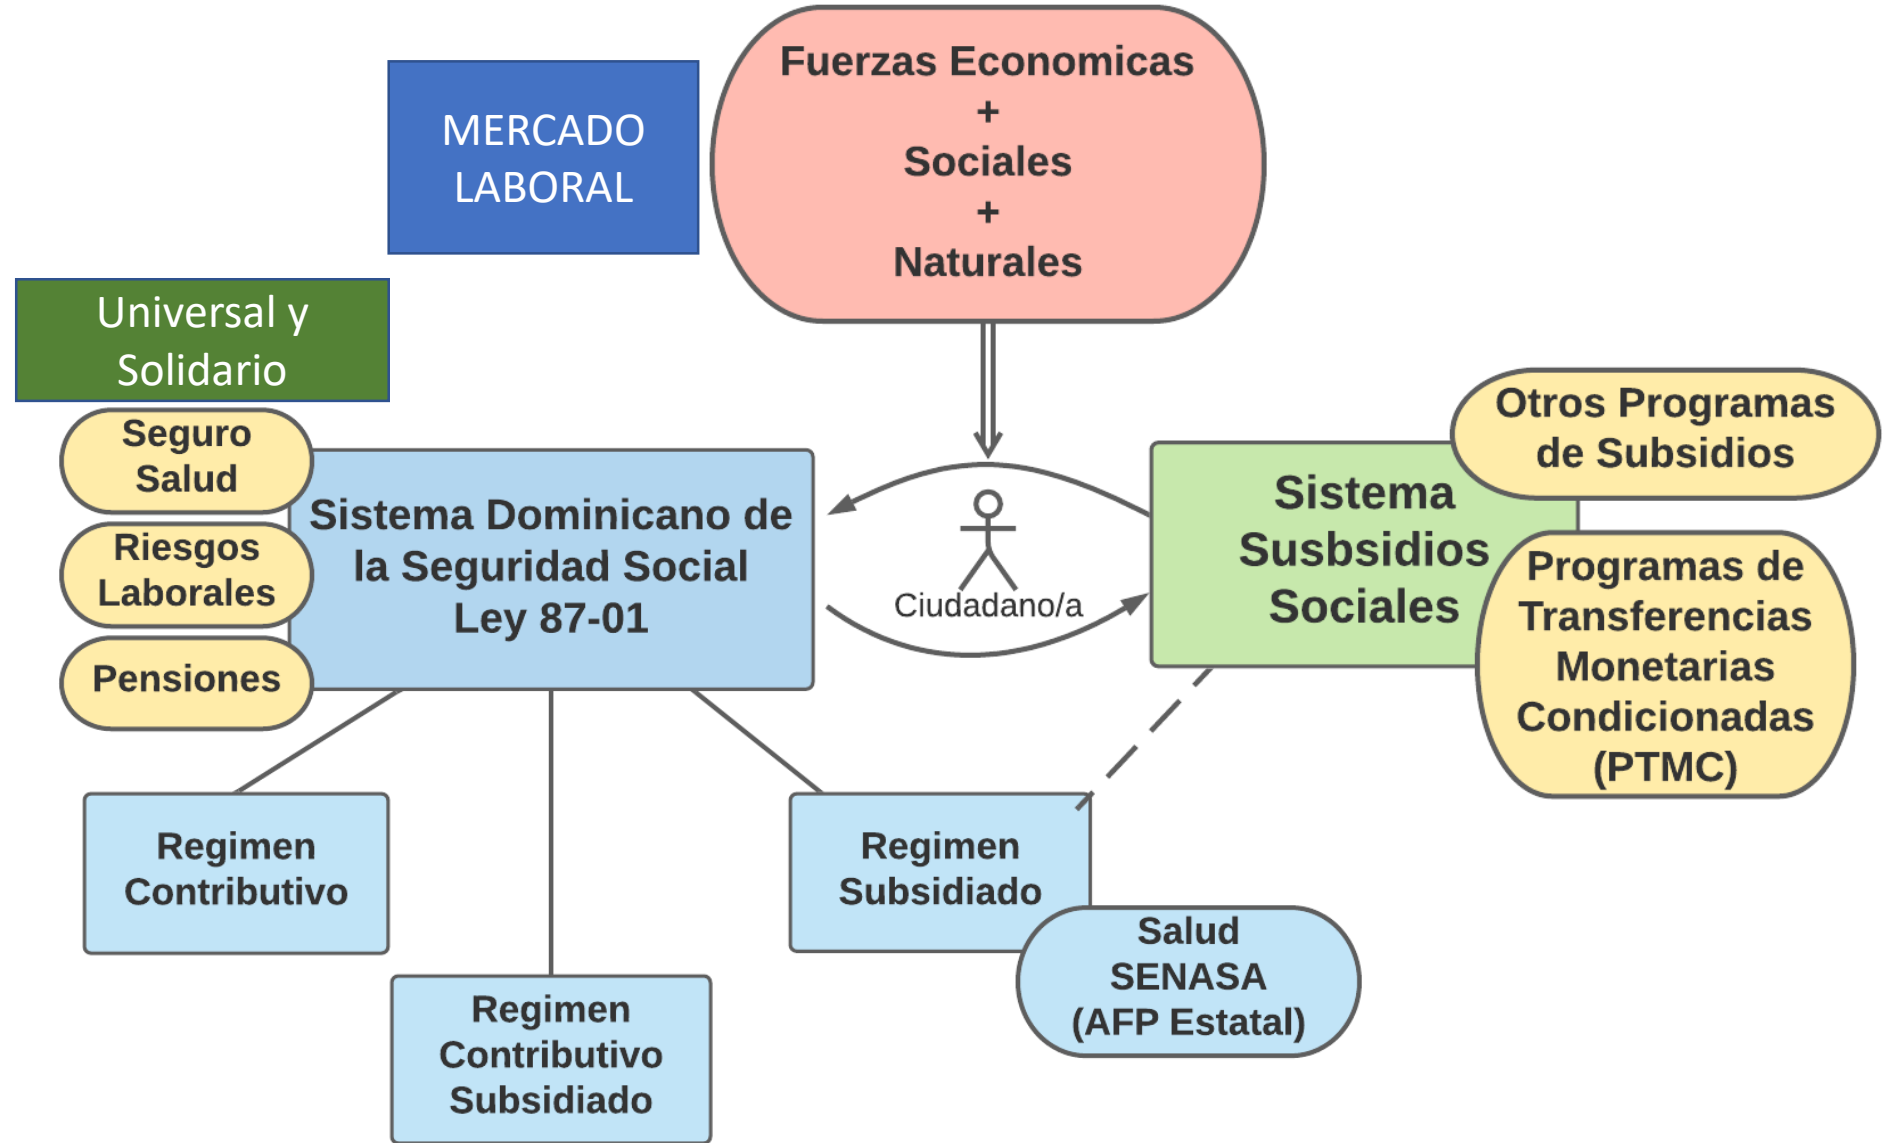 Fuerzas Economicas
+
Sociales
+
Naturales
MERCADO
LABORAL
Universal y
Solidario
Seguro
Salud
Riesgos
Laborales
Pensiones
Sistema Dominicano de
la Seguridad Social
Ley 87-01
Ciudadano/a
Sistema
Susbsidios
Sociales
Otros Programas
de Subsidios
Programas de
Transferencias
Monetarias
Condicionadas
(PTMC)
Regimen
Contributivo
Regimen
Contributivo
Subsidiado
Regimen
Subsidiado
Salud
SENASA
(AFP Estatal)